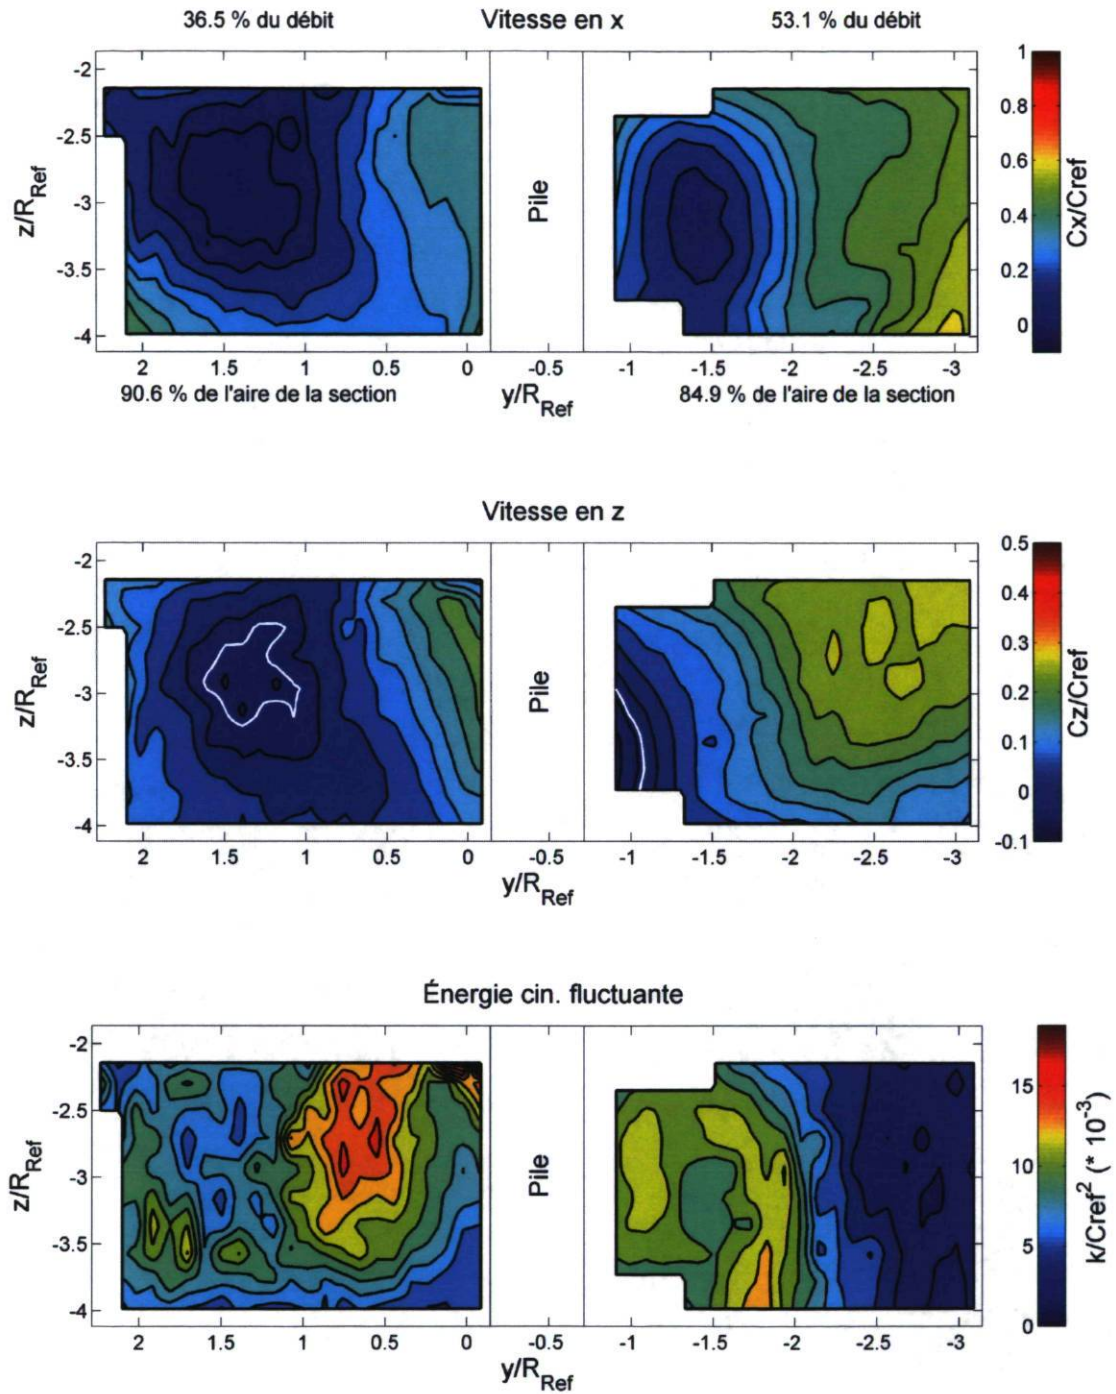 36.5 % du débit Vitesse en x 53.1 % du débit
-2
-2.5
-3
-3.5
-4
z/R_Ref
Pile
2 1.5 1 0.5 0 -0.5 -1 -1.5 -2 -2.5 -3
90.6 % de l'aire de la section y/R_Ref 84.9 % de l'aire de la section
1
0.8
0.6
0.4
0.2
0
Cx/Cref
Vitesse en z
-2
-2.5
-3
-3.5
-4
z/R_Ref
Pile
2 1.5 1 0.5 0 -0.5 -1 -1.5 -2 -2.5 -3
y/R_Ref
0.5
0.4
0.3
0.2
0.1
0
-0.1
Cz/Cref
Énergie cin. fluctuante
-2
-2.5
-3
-3.5
-4
z/R_Ref
Pile
2 1.5 1 0.5 0 -0.5 -1 -1.5 -2 -2.5 -3
y/R_Ref
15
10
5
0
k/Cref² (* 10⁻³)